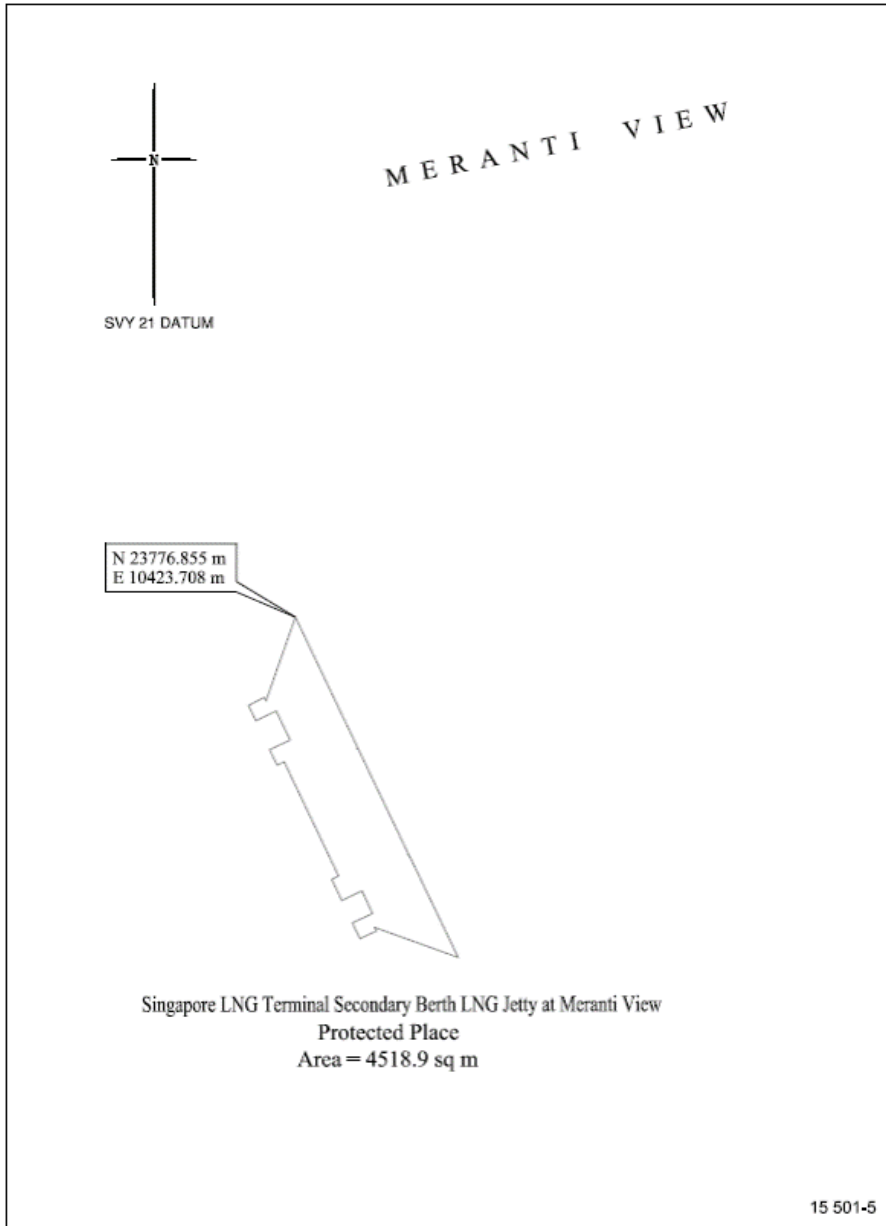 MERANTI VIEW
N
SVY 21 DATUM
N 23776.855 m
E 10423.708 m
Singapore LNG Terminal Secondary Berth LNG Jetty at Meranti View
Protected Place
Area = 4518.9 sq m
15 501-5